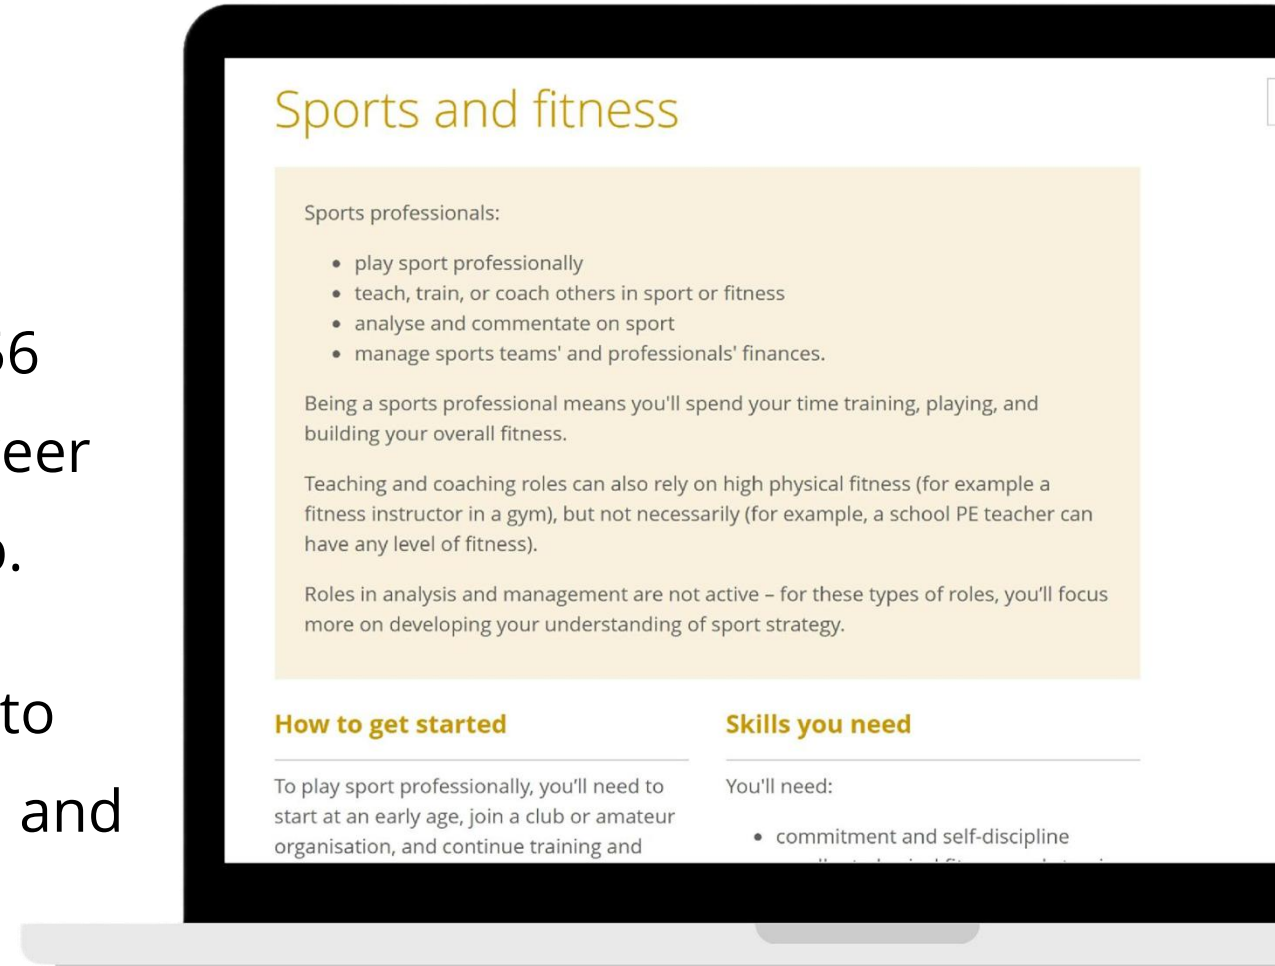 eer
to
and
Sports and fitness
Sports professionals:
• play sport professionally
• teach, train, or coach others in sport or fitness
• analyse and commentate on sport
• manage sports teams' and professionals' finances.
Being a sports professional means you'll spend your time training, playing, and
building your overall fitness.
Teaching and coaching roles can also rely on high physical fitness (for example a
fitness instructor in a gym), but not necessarily (for example, a school PE teacher can
have any level of fitness).
Roles in analysis and management are not active – for these types of roles, you’ll focus
more on developing your understanding of sport strategy.
How to get started
To play sport professionally, you’ll need to
start at an early age, join a club or amateur
organisation, and continue training and
Skills you need
You'll need:
• commitment and self-discipline